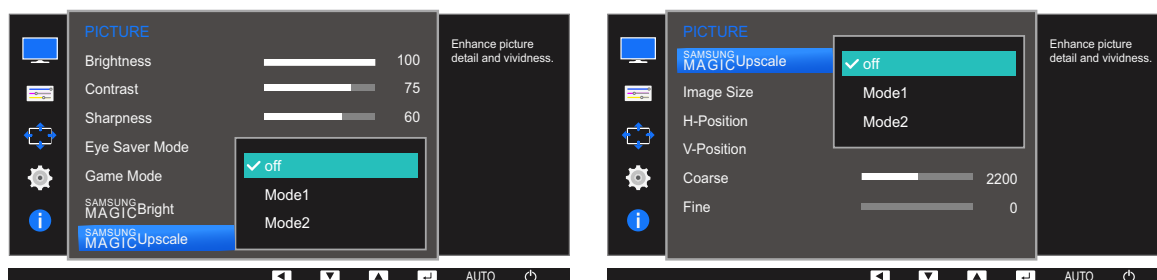 PICTURE
Brightness 100
Contrast 75
Sharpness 60
Eye Saver Mode
Game Mode
SAMSUNG
MAGICBright
SAMSUNG
MAGICUpscale
off
Mode1
Mode2
Enhance picture
detail and vividness.
AUTO
PICTURE
SAMSUNG
MAGICUpscale
Image Size
H-Position
V-Position
Coarse 2200
Fine 0
off
Mode1
Mode2
Enhance picture
detail and vividness.
AUTO